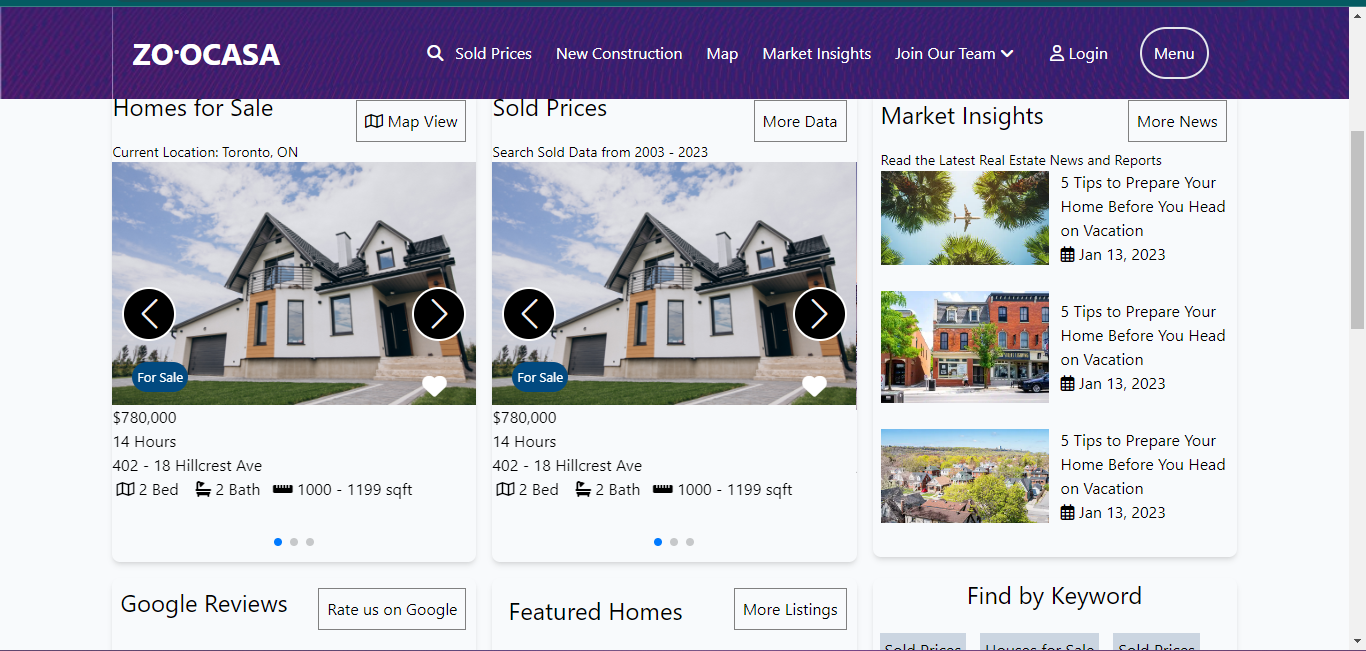 ZO·OCASA
Sold Prices
New Construction
Map
Market Insights
Join Our Team
Login
Menu
Homes for Sale
Map View
Current Location: Toronto, ON
For Sale
$780,000
14 Hours
402 - 18 Hillcrest Ave
2 Bed 2 Bath 1000 - 1199 sqft
Sold Prices
More Data
Search Sold Data from 2003 - 2023
For Sale
$780,000
14 Hours
402 - 18 Hillcrest Ave
2 Bed 2 Bath 1000 - 1199 sqft
Market Insights
More News
Read the Latest Real Estate News and Reports
5 Tips to Prepare Your
Home Before You Head
on Vacation
Jan 13, 2023
5 Tips to Prepare Your
Home Before You Head
on Vacation
Jan 13, 2023
5 Tips to Prepare Your
Home Before You Head
on Vacation
Jan 13, 2023
Google Reviews
Rate us on Google
Featured Homes
More Listings
Find by Keyword
Sold Prices
Houses for Sale
Sold Prices